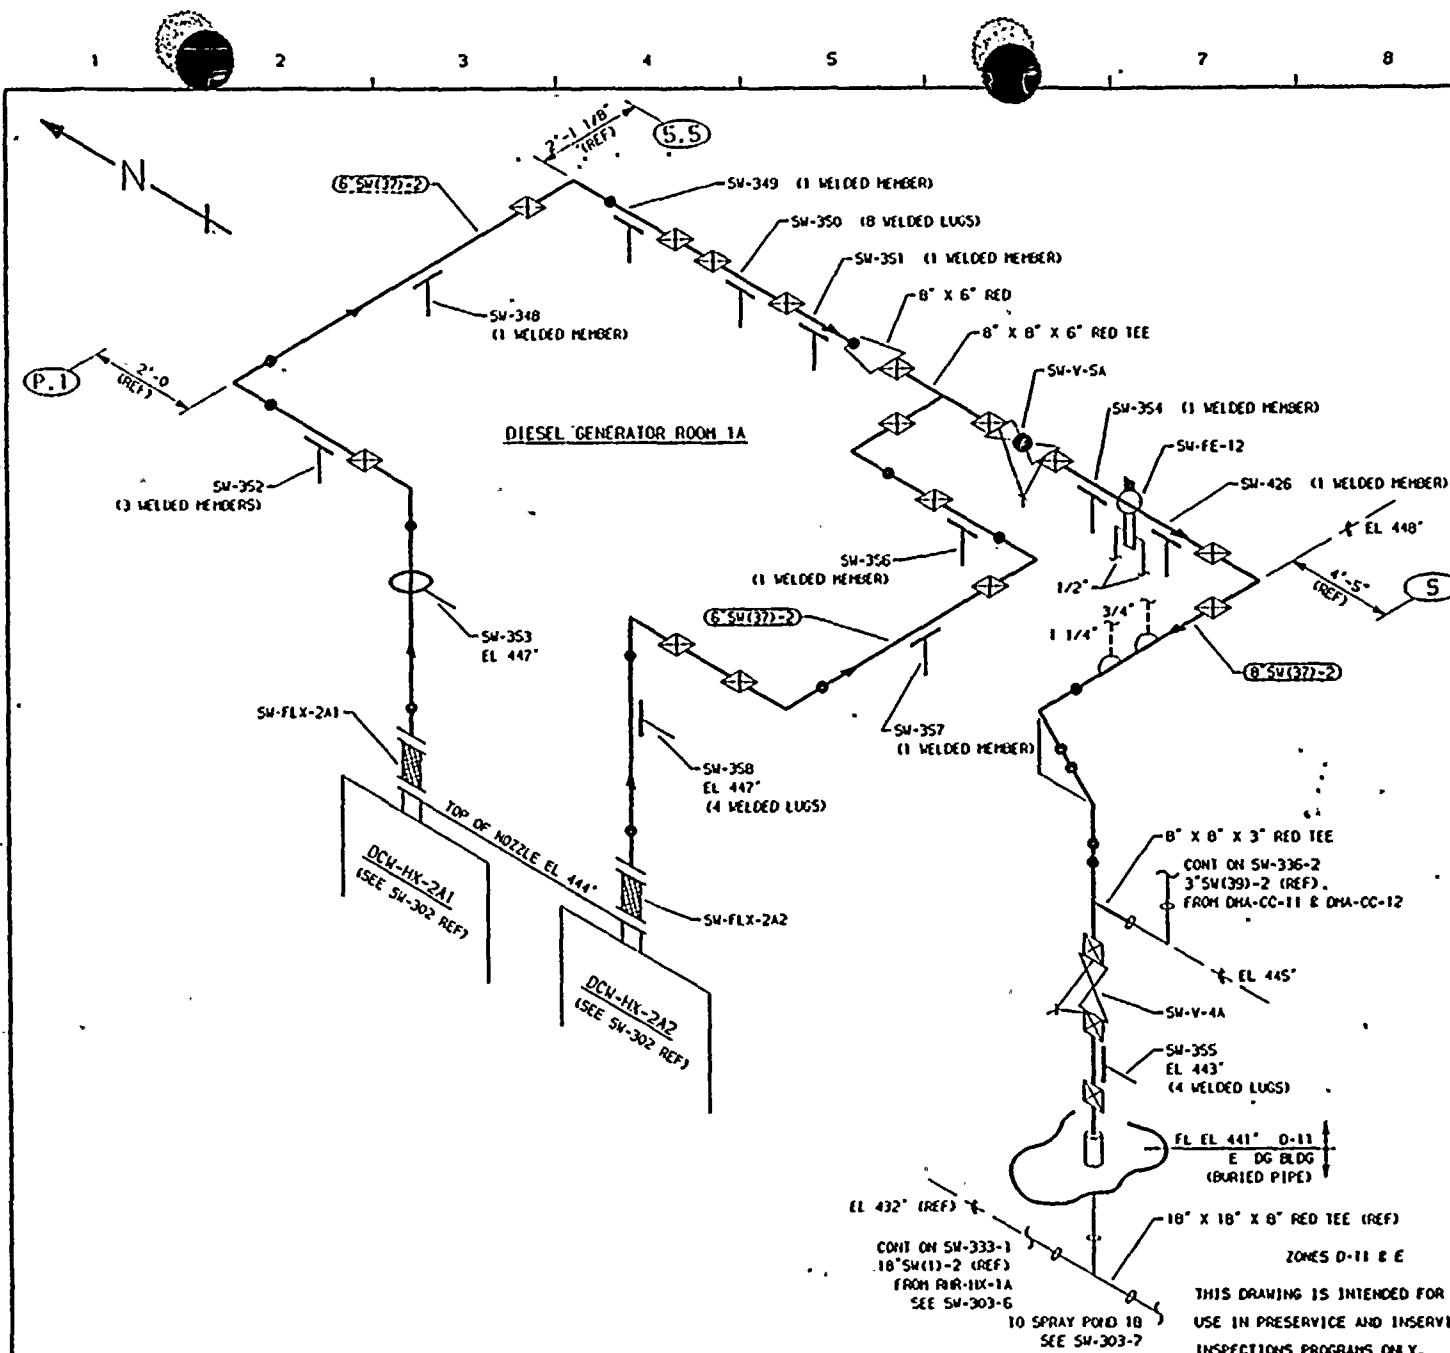 1 2 3 4 5 7 8
N
2'-1 1/8"
(REF)
5.5
6"SW(37)-2
SW-349 (1 WELDED MEMBER)
SW-350 (8 WELDED LUGS)
SW-351 (1 WELDED MEMBER)
8" X 6" RED
8" X 8" X 6" RED TEE
SW-348
(1 WELDED MEMBER)
P.1
2'-0
(REF)
SW-V-5A
SW-354 (1 WELDED MEMBER)
DIESEL GENERATOR ROOM 1A
SW-FE-12
SW-352
(3 WELDED MEMBERS)
SW-426 (1 WELDED MEMBER)
EL 448'
SW-356
(1 WELDED MEMBER)
1/2"
4'-5"
(REF)
S
3/4"
1 1/4"
6"SW(37)-2
SW-353
EL 447'
8"SW(37)-2
SW-FLX-2A1
SW-357
(1 WELDED MEMBER)
SW-358
EL 447'
(4 WELDED LUGS)
TOP OF NOZZLE EL 444'
8" X 8" X 3" RED TEE
DCW-HX-2A1
(SEE SW-302 REF)
CONT ON SW-336-2
3"SW(39)-2 (REF).
FROM DMA-CC-11 & DMA-CC-12
SW-FLX-2A2
EL 445'
DCW-HX-2A2
(SEE SW-302 REF)
SW-V-4A
SW-355
EL 443'
(4 WELDED LUGS)
FL EL 441' D-11
E DG BLDG
(BURIED PIPE)
EL 432' (REF)
18" X 18" X 8" RED TEE (REF)
CONT ON SW-333-1
18"SW(1)-2 (REF)
FROM RHR-HX-1A
SEE SW-303-6
ZONES D-11 & E
TO SPRAY POND 1B
SEE SW-303-7
THIS DRAWING IS INTENDED FOR
USE IN PRESERVICE AND INSERVI
INSPECTIONS PROGRAMS ONLY.